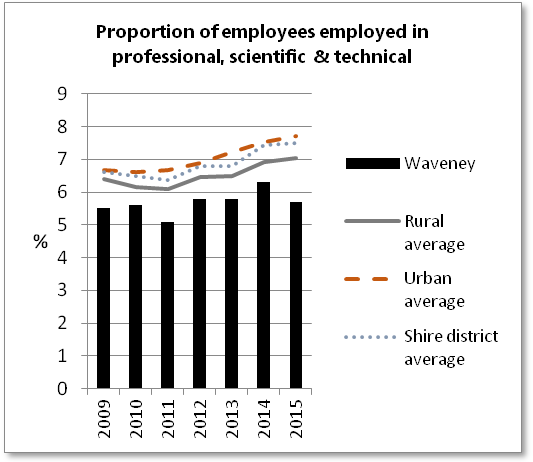 Proportion of employees employed in
professional, scientific & technical
9
8
7
6
5
4
3
2
1
0
%
2009
2010
2011
2012
2013
2014
2015
Waveney
Rural
average
Urban
average
Shire district
average